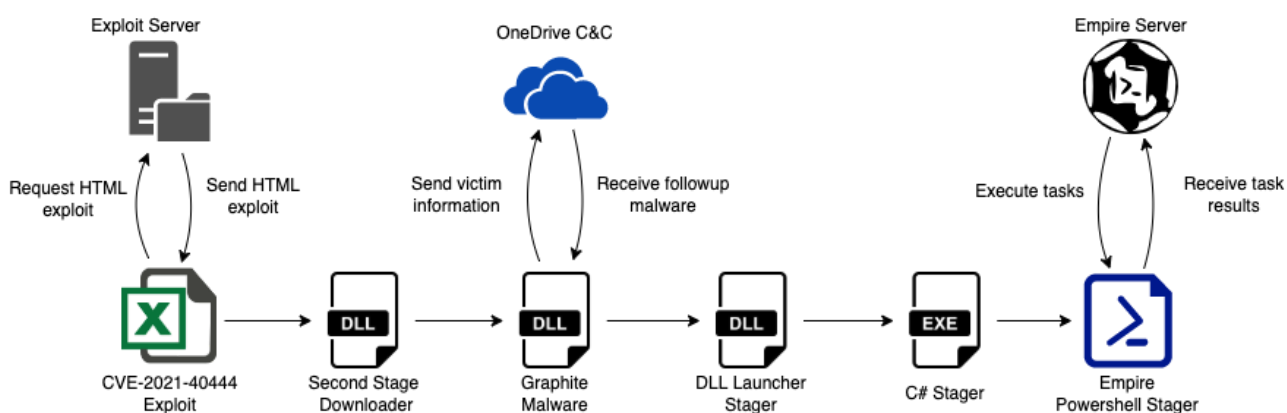 Exploit Server
OneDrive C&C
Empire Server
Request HTML
exploit
Send HTML
exploit
Send victim
information
Receive followup
malware
Execute tasks
Receive task
results
X
DLL
DLL
DLL
EXE
CVE-2021-40444
Exploit
Second Stage
Downloader
Graphite
Malware
DLL Launcher
Stager
C# Stager
Empire
Powershell Stager